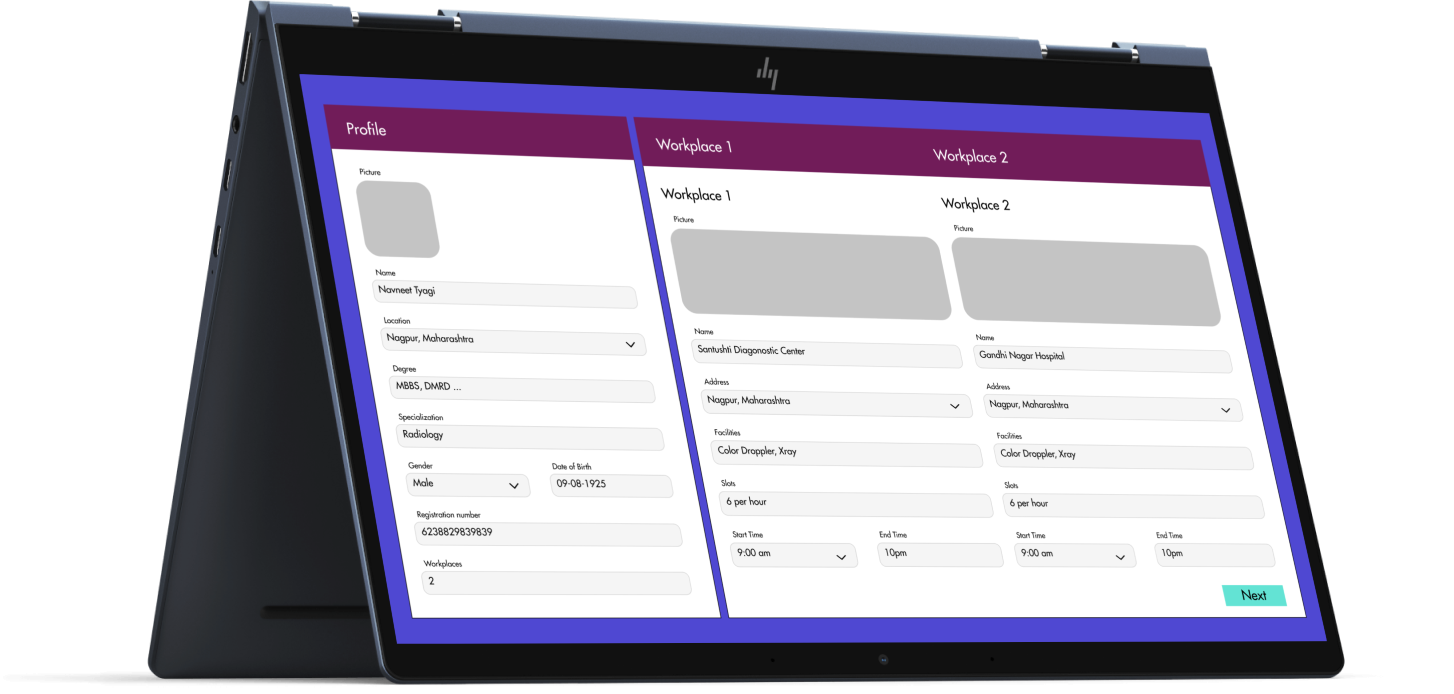 hp
Profile
Picture
Name
Navneet Tyagi
Location
Nagpur, Maharashtra
Degree
MBBS, DMRD ...
Specialization
Radiology
Gender
Date of Birth
Male
09-08-1925
Registration number
6238829839839
Workplaces
2
Workplace 1
Workplace 2
Workplace 1
Picture
Name
Santushti Diagonostic Center
Address
Nagpur, Maharashtra
Facilities
Color Droppler, Xray
Slots
6 per hour
Start Time
End Time
9:00 am
10pm
Workplace 2
Picture
Name
Gandhi Nagar Hospital
Address
Nagpur, Maharashtra
Facilities
Color Droppler, Xray
Slots
6 per hour
Start Time
End Time
9:00 am
10pm
Next